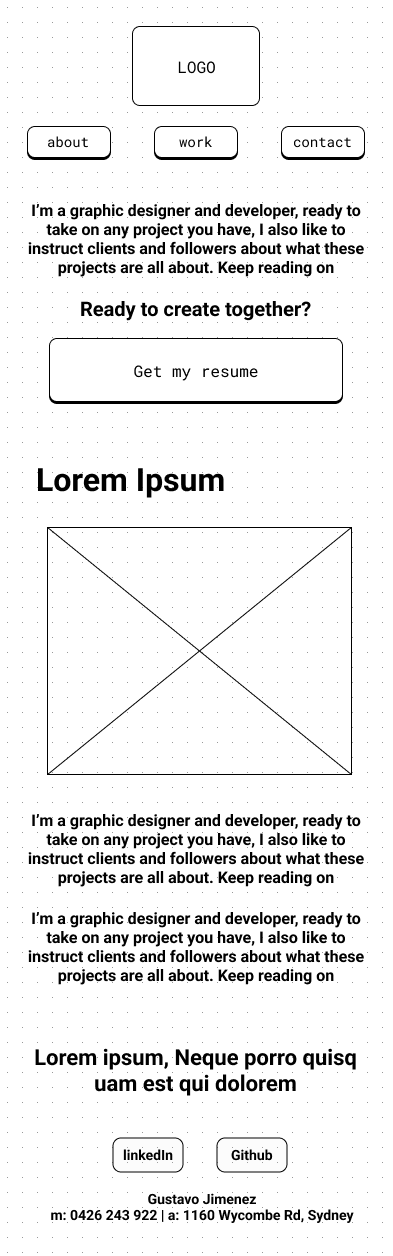 LOGO
about work contact
I’m a graphic designer and developer, ready to
take on any project you have, I also like to
instruct clients and followers about what these
projects are all about. Keep reading on
Ready to create together?
Get my resume
Lorem Ipsum
I’m a graphic designer and developer, ready to
take on any project you have, I also like to
instruct clients and followers about what these
projects are all about. Keep reading on
I’m a graphic designer and developer, ready to
take on any project you have, I also like to
instruct clients and followers about what these
projects are all about. Keep reading on
Lorem ipsum, Neque porro quisq
uam est qui dolorem
linkedIn Github
Gustavo Jimenez
m: 0426 243 922 | a: 1160 Wycombe Rd, Sydney